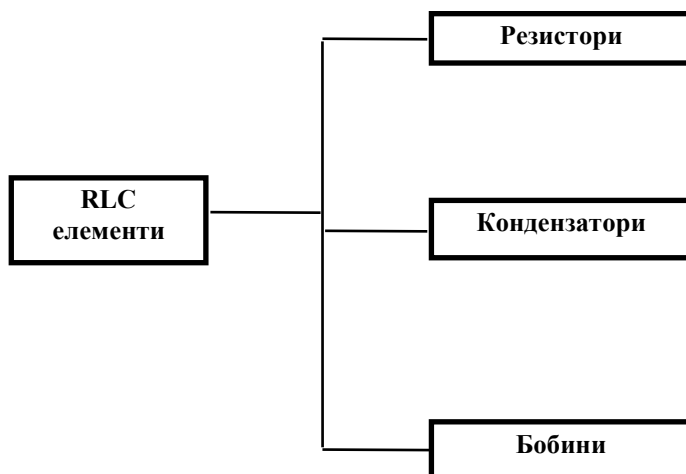 Резистори
RLC
елементи
Кондензатори
Бобини